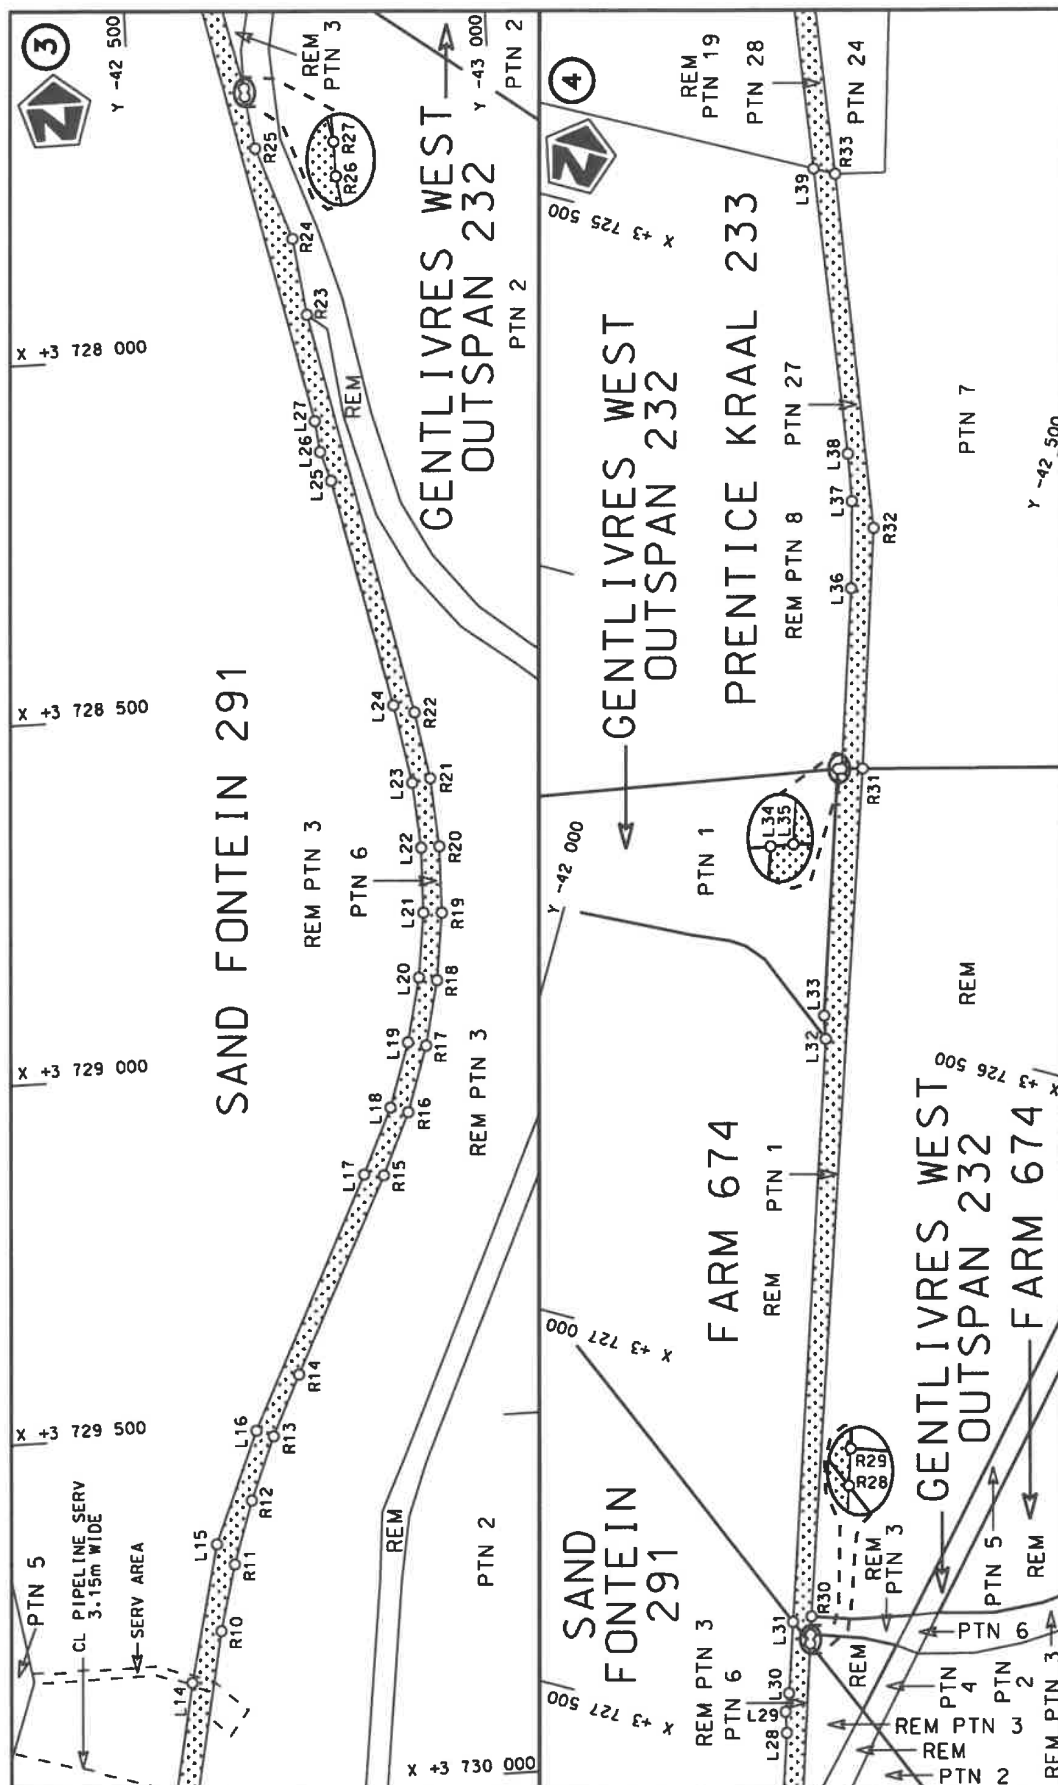 3
N
Y -42 500
REM
PTN 3
Y -43 000
PTN 2
R25
R26
R27
R24
R23
GENTLIVRES WEST
OUTSPAN 232
PTN 2
X +3 728 000
REM
L27
L26
L25
SAND FONTEIN 291
X +3 728 500
L24
R22
L23
R21
REM PTN 3
PTN 6
L22
R20
L21
R19
L20
R18
L19
R17
REM PTN 3
X +3 729 000
L18
R16
L17
R15
R14
X +3 729 500
L16
R13
R12
L15
R11
R10
L14
PTN 5
CL PIPELINE SERV
3.15m WIDE
SERV AREA
REM
PTN 2
X +3 730 000
4
N
REM
PTN 19
PTN 28
PTN 24
L39
R33
X +3 725 500
GENTLIVRES WEST
OUTSPAN 232
PRENTICE KRAAL 233
REM PTN 8
PTN 27
PTN 7
Y -42 500
L38
L37
R32
L36
R31
L34
L35
PTN 1
Y -42 000
L33
L32
REM
X +3 726 500
FARM 674
REM
PTN 1
GENTLIVRES WEST
OUTSPAN 232
FARM 674
X +3 727 000
R29
R28
SAND
FONTEIN
291
REM PTN 3
PTN 6
L31
R30
L30
L29
L28
X +3 727 500
REM
PTN 3
PTN 5
REM
PTN 6
REM
PTN 4
PTN 2
REM PTN 3
REM PTN 3
REM
PTN 2